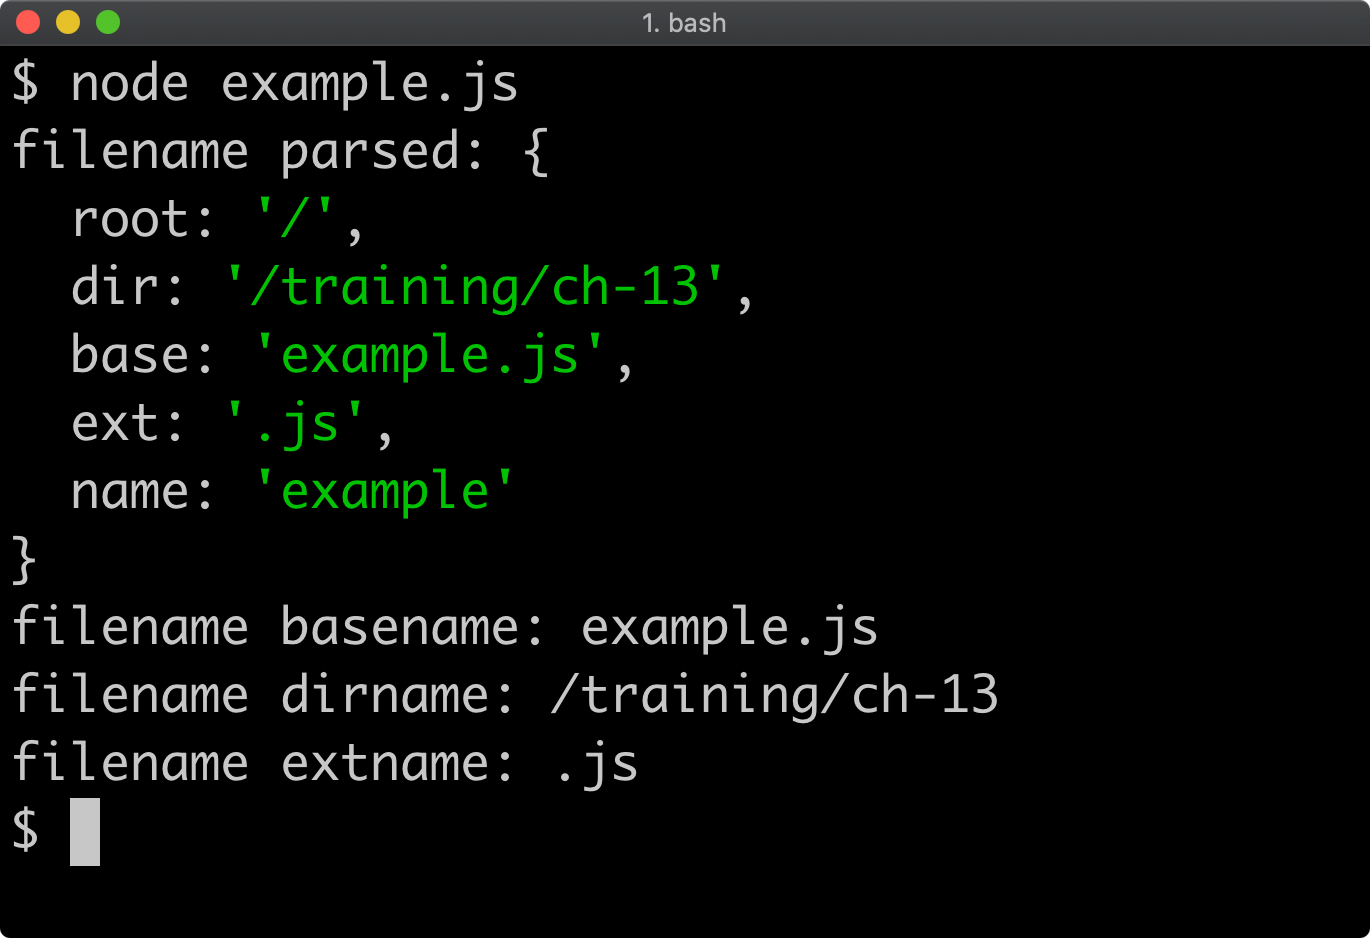 1. bash
$ node example.js
filename parsed: {
  root: '/',
  dir: '/training/ch-13',
  base: 'example.js',
  ext: '.js',
  name: 'example'
}
filename basename: example.js
filename dirname: /training/ch-13
filename extname: .js
$